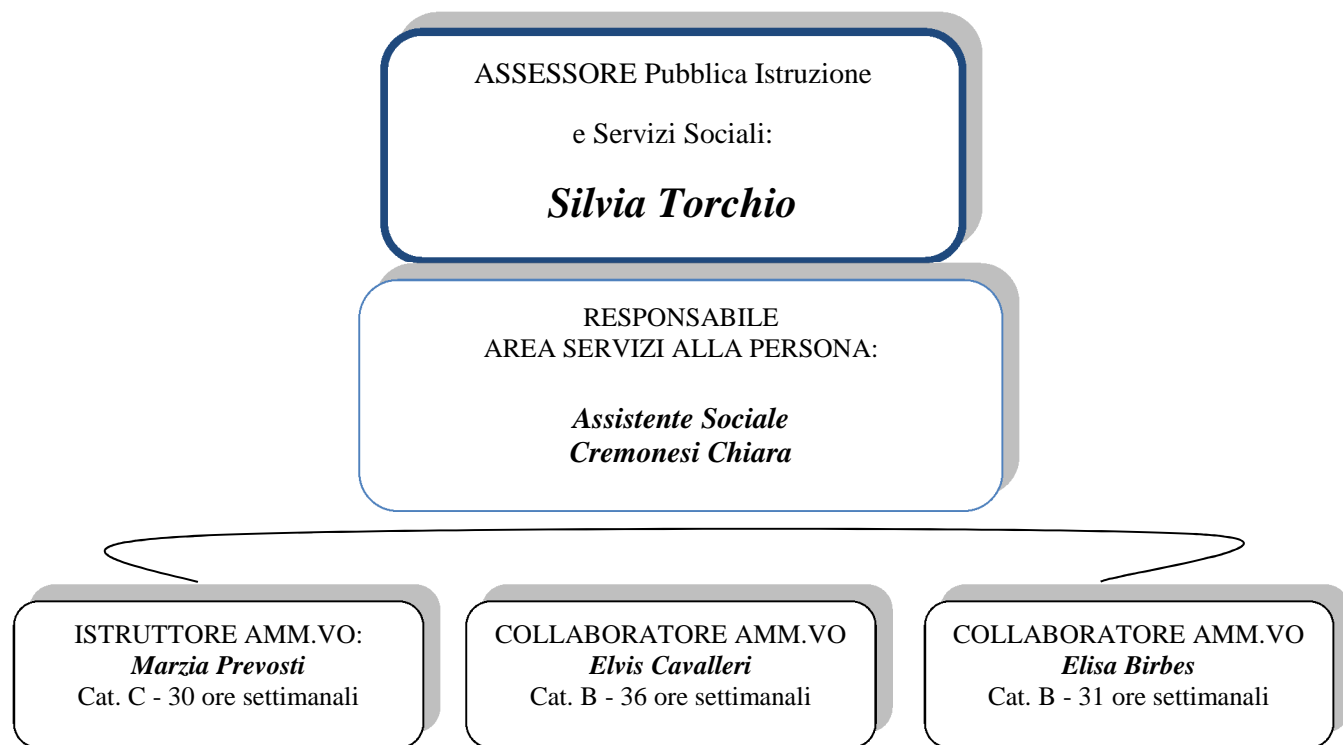 ASSESSORE Pubblica Istruzione
e Servizi Sociali:
Silvia Torchio
RESPONSABILE
AREA SERVIZI ALLA PERSONA:
Assistente Sociale
Cremonesi Chiara
ISTRUTTORE AMM.VO:
Marzia Prevosti
Cat. C - 30 ore settimanali
COLLABORATORE AMM.VO
Elvis Cavalleri
Cat. B - 36 ore settimanali
COLLABORATORE AMM.VO
Elisa Birbes
Cat. B - 31 ore settimanali